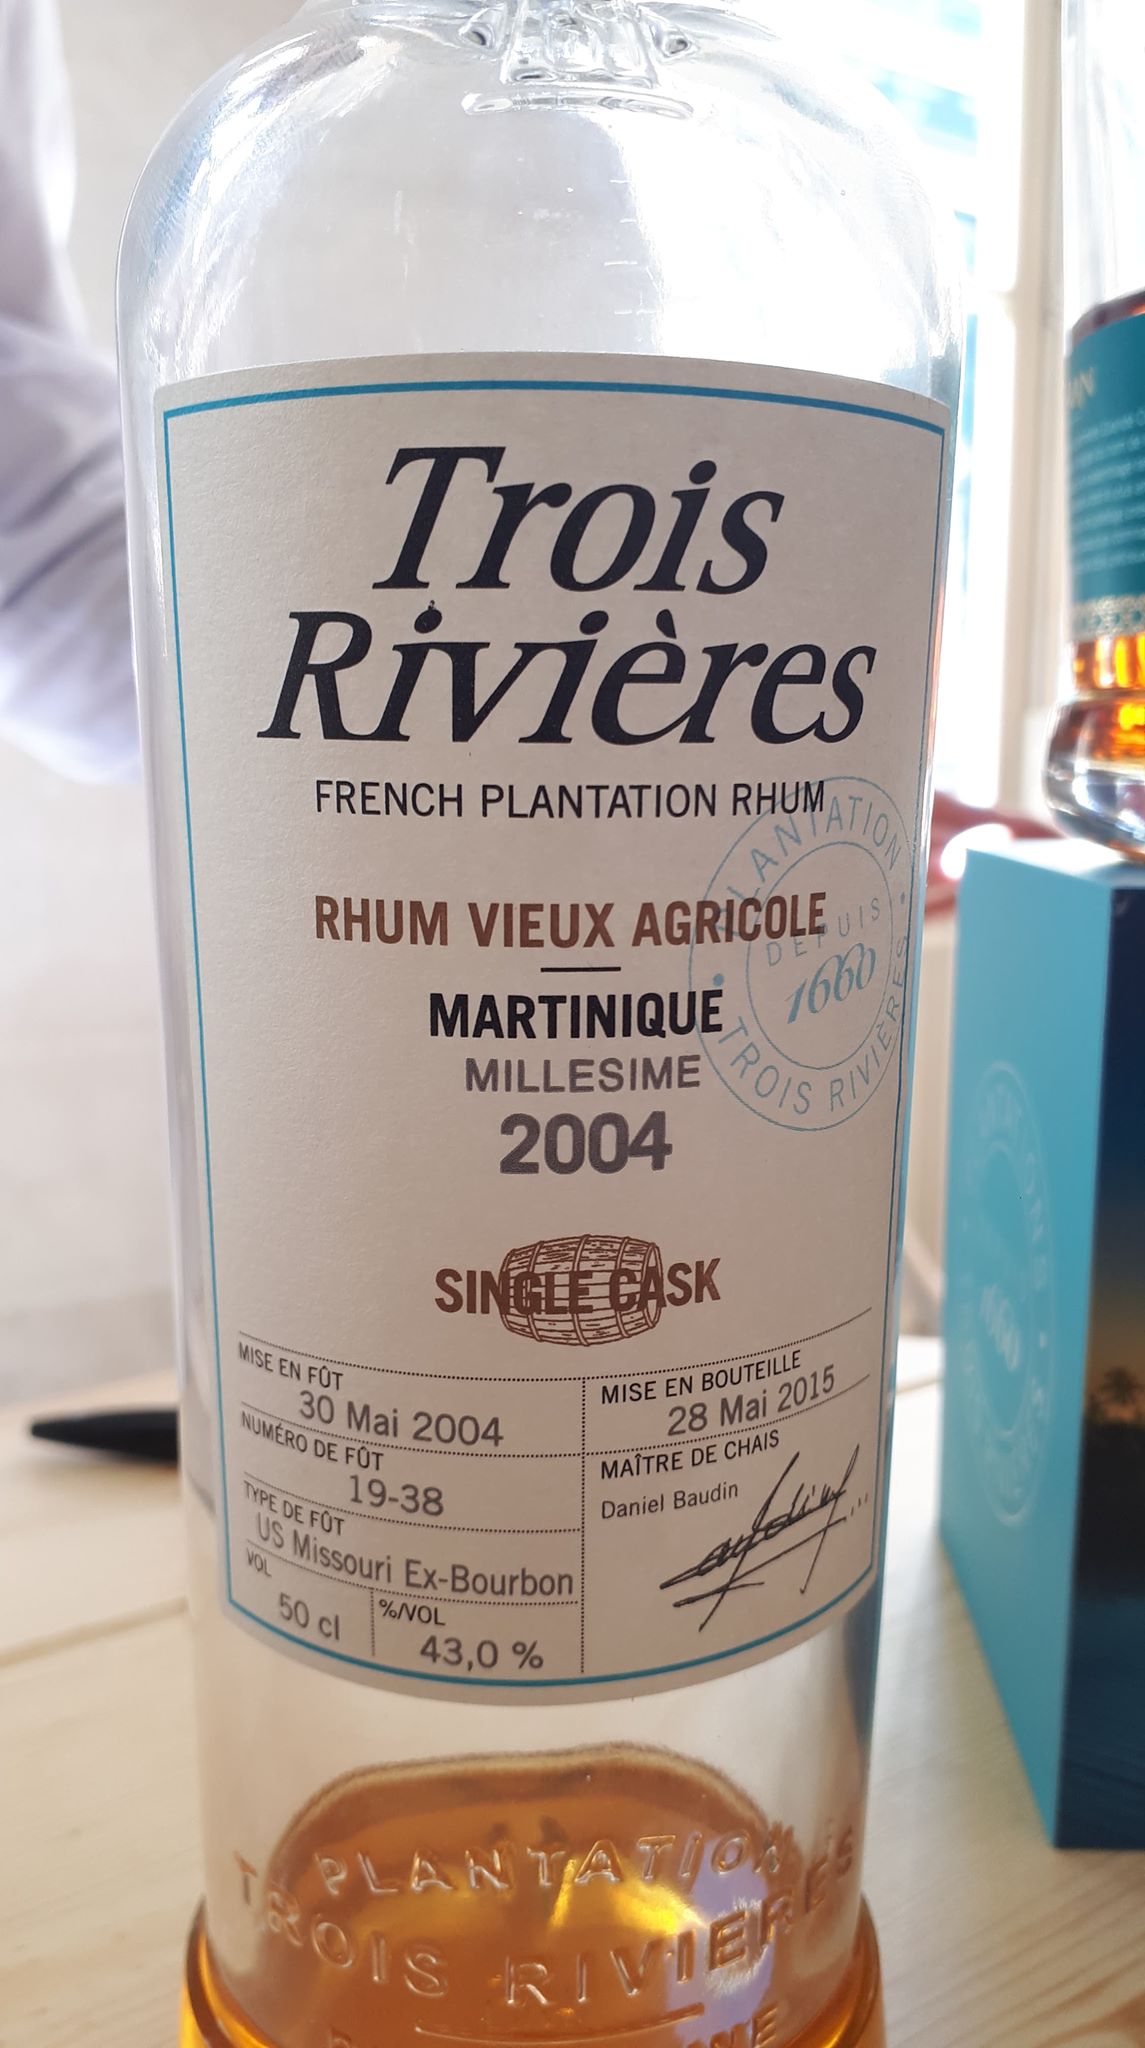 Trois
Rivières
FRENCH PLANTATION RHUM
PLANTATION
DEPUIS
1660
TROIS RIVIÈRES
RHUM VIEUX AGRICOLE
MARTINIQUE
MILLESIME
2004
SINGLE CASK
MISE EN FÛT
30 Mai 2004
NUMÉRO DE FÛT
19-38
TYPE DE FÛT
US Missouri Ex-Bourbon
VOL
50 cl
%/VOL
43,0 %
MISE EN BOUTEILLE
28 Mai 2015
MAÎTRE DE CHAIS
Daniel Baudin
PLANTATION
TROIS RIVIERES
1660